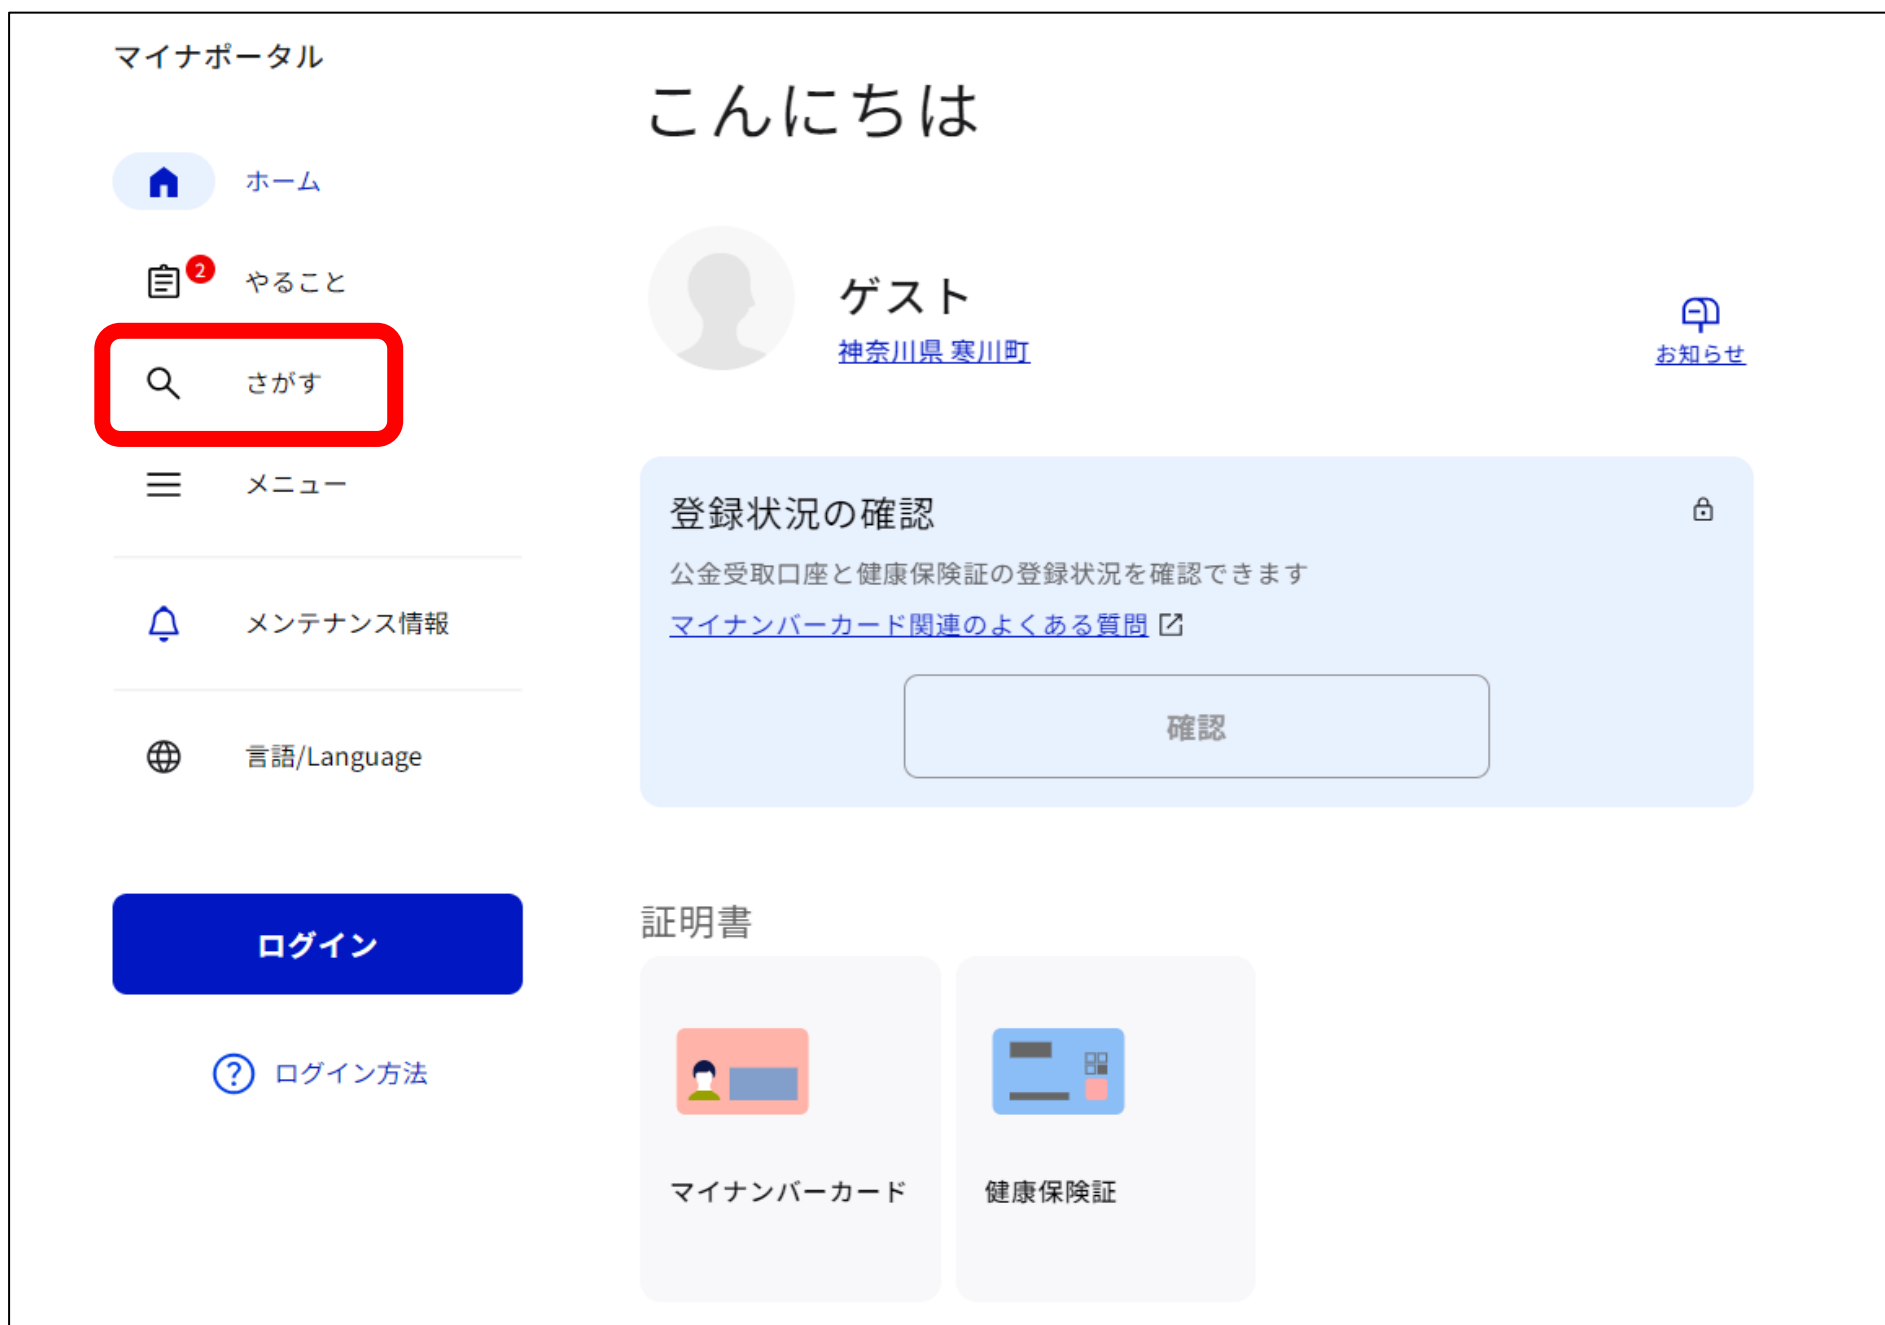 マイナポータル
ホーム
2
やること
さがす
メニュー
メンテナンス情報
言語/Language
ログイン
? ログイン方法
こんにちは
ゲスト
神奈川県 寒川町
お知らせ
登録状況の確認
公金受取口座と健康保険証の登録状況を確認できます
マイナンバーカード関連のよくある質問
確認
証明書
マイナンバーカード
健康保険証